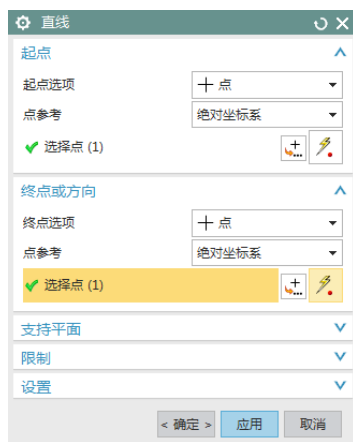 直线
起点
起点选项 点
点参考 绝对坐标系
选择点 (1)
终点或方向
终点选项 点
点参考 绝对坐标系
选择点 (1)
支持平面
限制
设置
< 确定 > 应用 取消